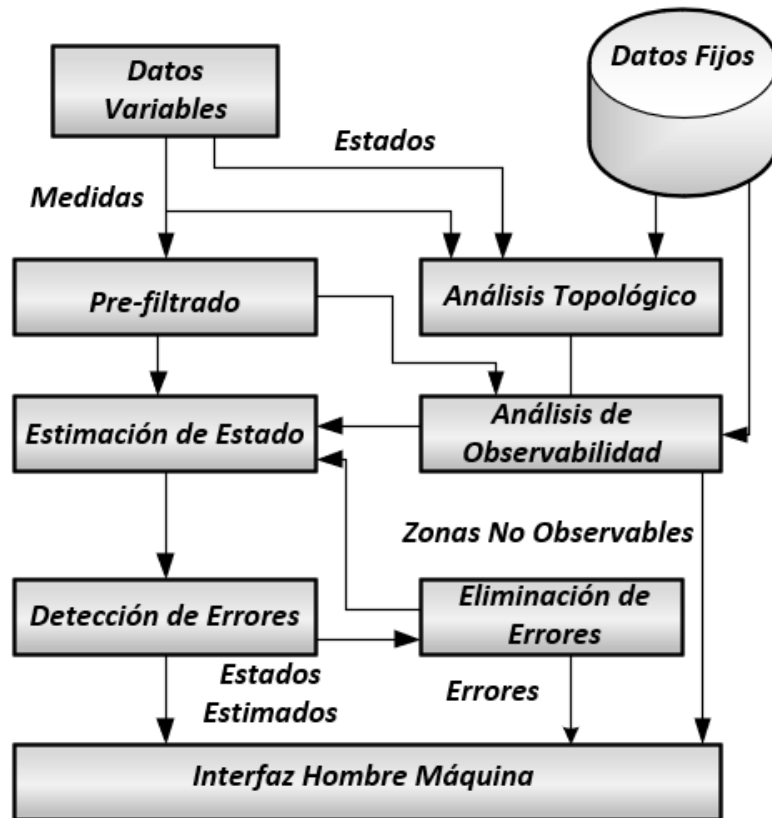 Datos
Variables
Datos Fijos
Estados
Medidas
Pre-filtrado
Análisis Topológico
Estimación de Estado
Análisis de
Observabilidad
Zonas No Observables
Detección de Errores
Eliminación de
Errores
Estados
Estimados
Errores
Interfaz Hombre Máquina